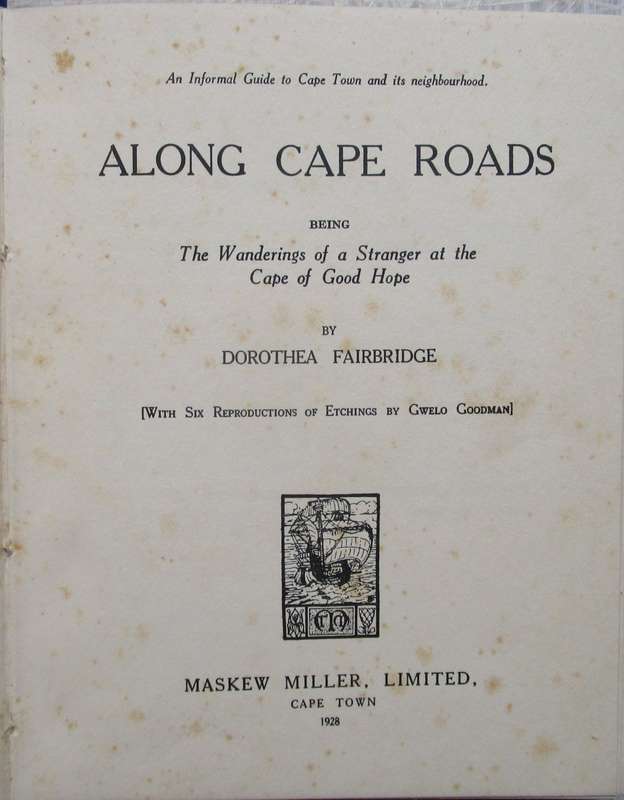 An Informal Guide to Cape Town and its neighbourhood.
ALONG CAPE ROADS
BEING
The Wanderings of a Stranger at the
Cape of Good Hope
BY
DOROTHEA FAIRBRIDGE
[WITH SIX REPRODUCTIONS OF ETCHINGS BY GWELO GOODMAN]
MASKEW MILLER, LIMITED,
CAPE TOWN
1928